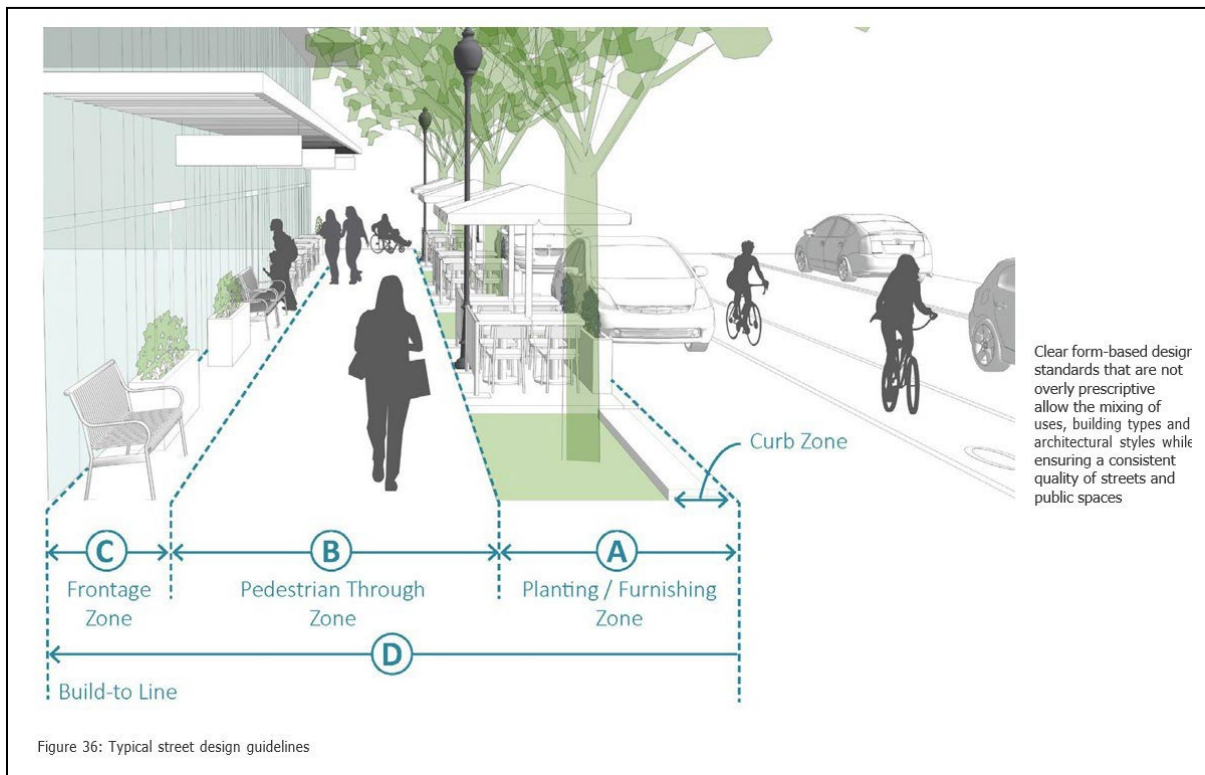 Clear form-based design
standards that are not
overly prescriptive
allow the mixing of
uses, building types and
architectural styles while
ensuring a consistent
quality of streets and
public spaces
Curb Zone
C
B
A
Frontage
Zone
Pedestrian Through
Zone
Planting / Furnishing
Zone
D
Build-to Line
Figure 36: Typical street design guidelines